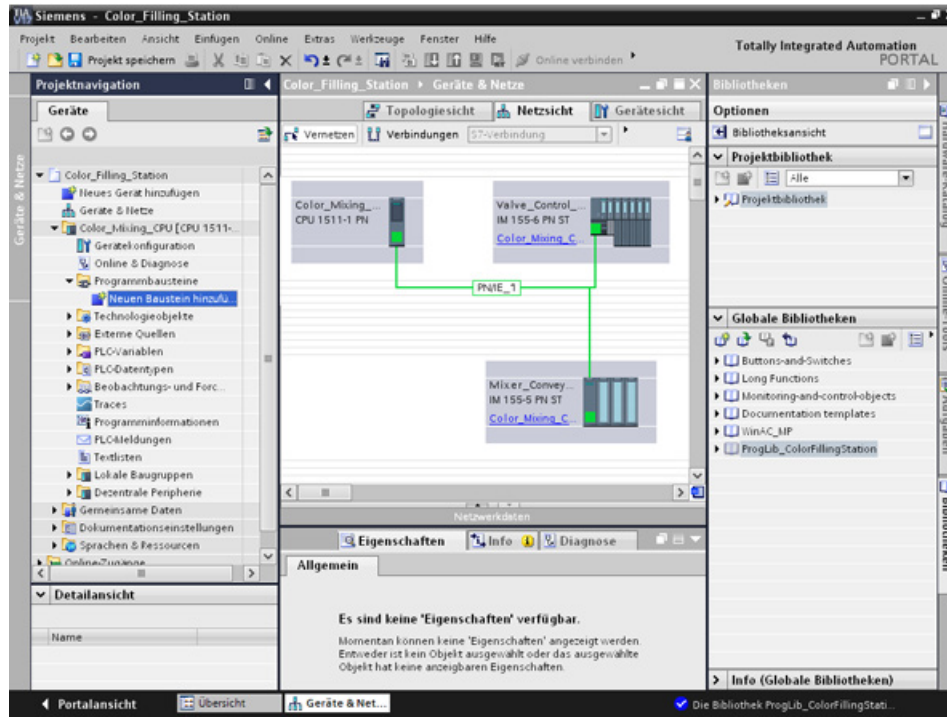 Siemens - Color_Filling_Station
Projekt Bearbeiten Ansicht Einfügen Online Extras Werkzeuge Fenster Hilfe
Totally Integrated Automation
PORTAL
Projekt speichern
Online verbinden
Projektnavigation
Color_Filling_Station Geräte & Netze
Bibliotheken
Geräte
Topologiesicht Netzsicht Gerätesicht
Optionen
Vernetzen Verbindungen S7-Verbindung
Bibliotheksansicht
Geräte & Netze
Color_Filling_Station
Neues Gerät hinzufügen
Geräte & Netze
Color_Mixing_CPU [CPU 1511-...
Gerätekonfiguration
Online & Diagnose
Programmbausteine
Neuen Baustein hinzufü...
Technologieobjekte
Externe Quellen
PLC-Variablen
PLC-Datentypen
Beobachtungs- und Forc...
Traces
Programminformationen
PLC-Meldungen
Textlisten
Lokale Baugruppen
Dezentrale Peripherie
Gemeinsame Daten
Dokumentationseinstellungen
Sprachen & Ressourcen
Online-Zugänge
Detailansicht
Name
Color_Mixing_...
CPU 1511-1 PN
Valve_Control_...
IM 155-6 PN ST
Color_Mixing_C...
PN/IE_1
Mixer_Convey...
IM 155-5 PN ST
Color_Mixing_C...
Netzwerkdaten
Eigenschaften Info Diagnose
Allgemein
Es sind keine 'Eigenschaften' verfügbar.
Momentan können keine 'Eigenschaften' angezeigt werden.
Entweder ist kein Objekt ausgewählt oder das ausgewählte
Objekt hat keine anzeigbaren Eigenschaften.
Projektbibliothek
Alle
Projektbibliothek
Globale Bibliotheken
Buttons-and-Switches
Long Functions
Monitoring-and-control-objects
Documentation templates
WinAC_MP
ProgLib_ColorFillingStation
Info (Globale Bibliotheken)
Hardware-Katalog
Online-Tools
Aufgaben
Bibliotheken
Portalansicht
Übersicht
Geräte & Net...
Die Bibliothek ProgLib_ColorFillingStati...